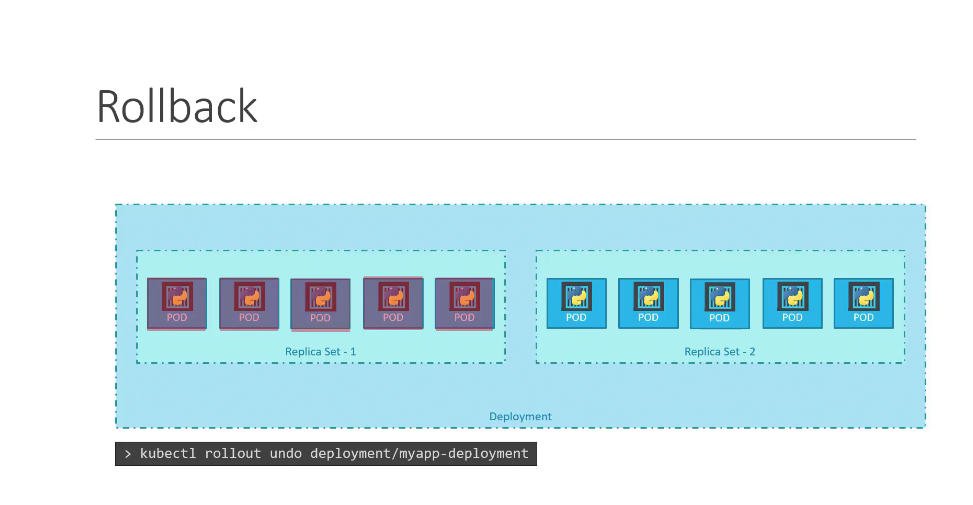 Rollback
POD POD POD POD POD POD POD POD POD POD
Replica Set - 1 Replica Set - 2
Deployment
> kubectl rollout undo deployment/myapp-deployment